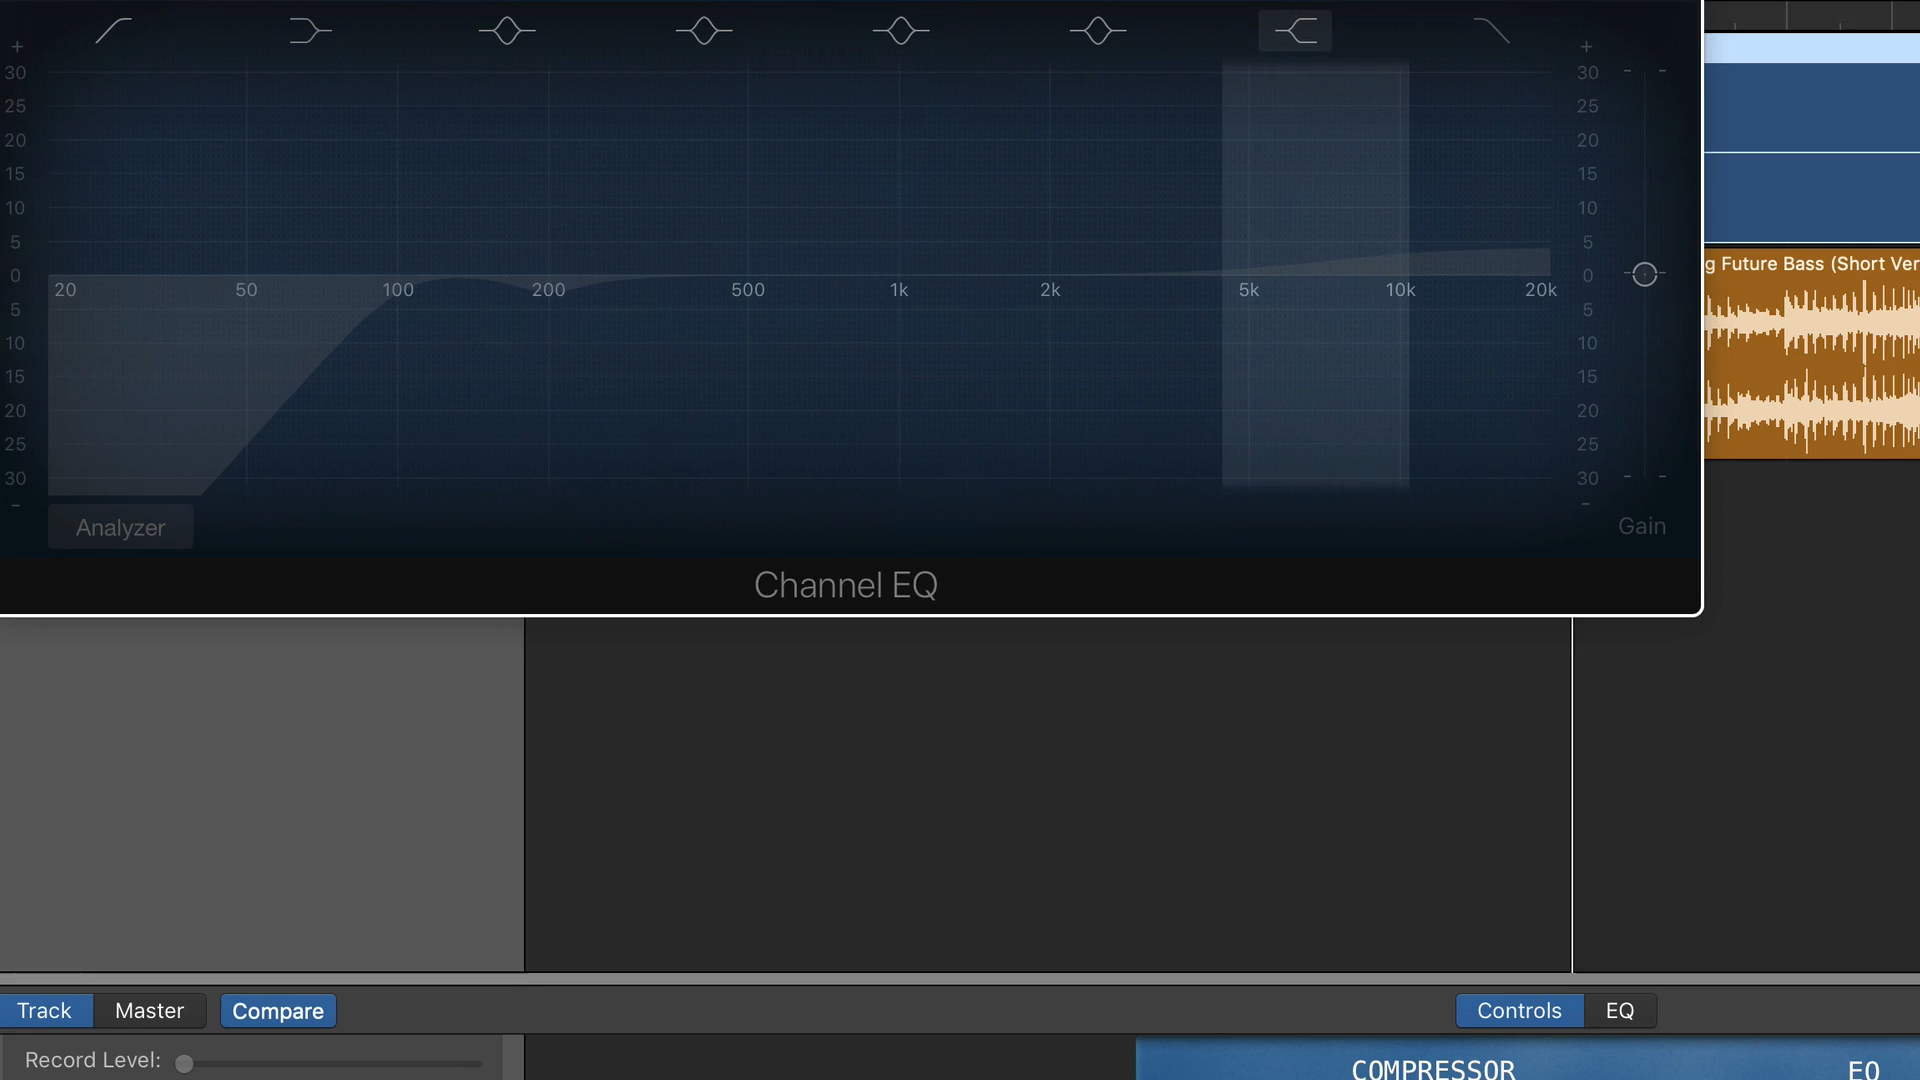 + +
30 30
25 25
20 20
15 15
10 10
5 g Future Bass (Short Ver 5
0 0
20 50 100 200 500 1k 2k 5k 10k 20k
5 5
10 10
15 15
20 20
25 25
30 30
- -
Analyzer Gain
Channel EQ
Track Master Compare Controls EQ
Record Level:
COMPRESSOR EQ